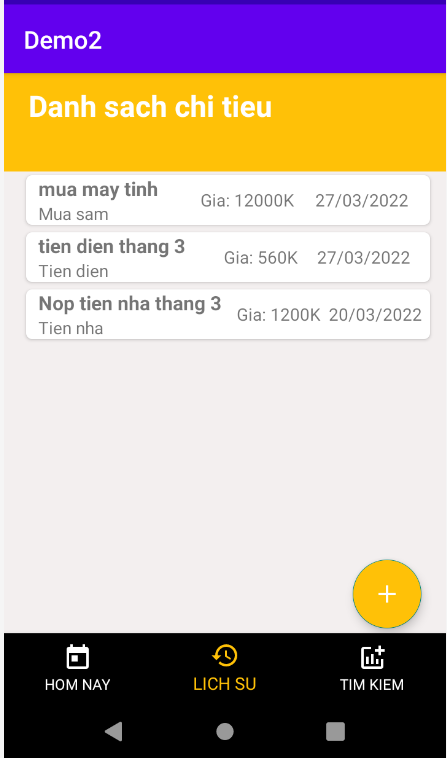 Demo2
Danh sach chi tieu
mua may tinh
Mua sam
Gia: 12000K
27/03/2022
tien dien thang 3
Tien dien
Gia: 560K
27/03/2022
Nop tien nha thang 3
Tien nha
Gia: 1200K
20/03/2022
HOM NAY
LICH SU
TIM KIEM